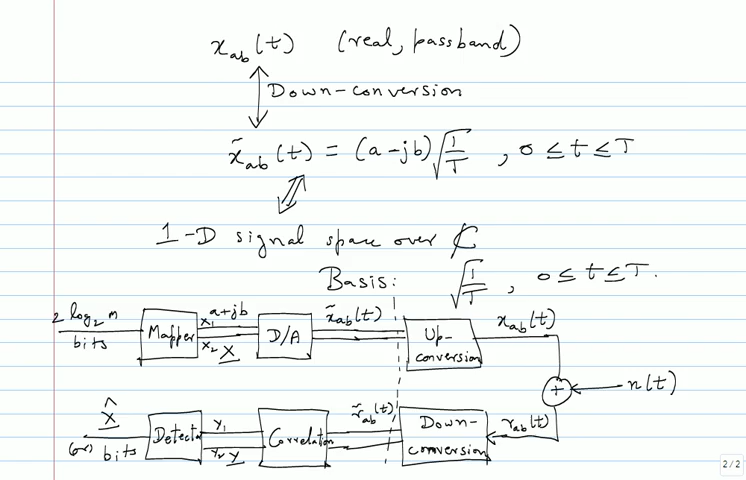 x_ab(t) (real, passband)
Down-conversion
x̃_ab(t) = (a-jb)√(1/T) , 0 ≤ t ≤ T
1-D signal space over ℂ
Basis: √(1/T) , 0 ≤ t ≤ T.
2 log₂ m bits
Mapper
a+jb
x₁
x₂ X
D/A
x̃_ab(t)
Up-conversion
x_ab(t)
+
n(t)
X̂
(or) bits
Detector
Y₁
Y₂ Y
Correlation
r̃_ab(t)
Down-conversion
r_ab(t)
2/2